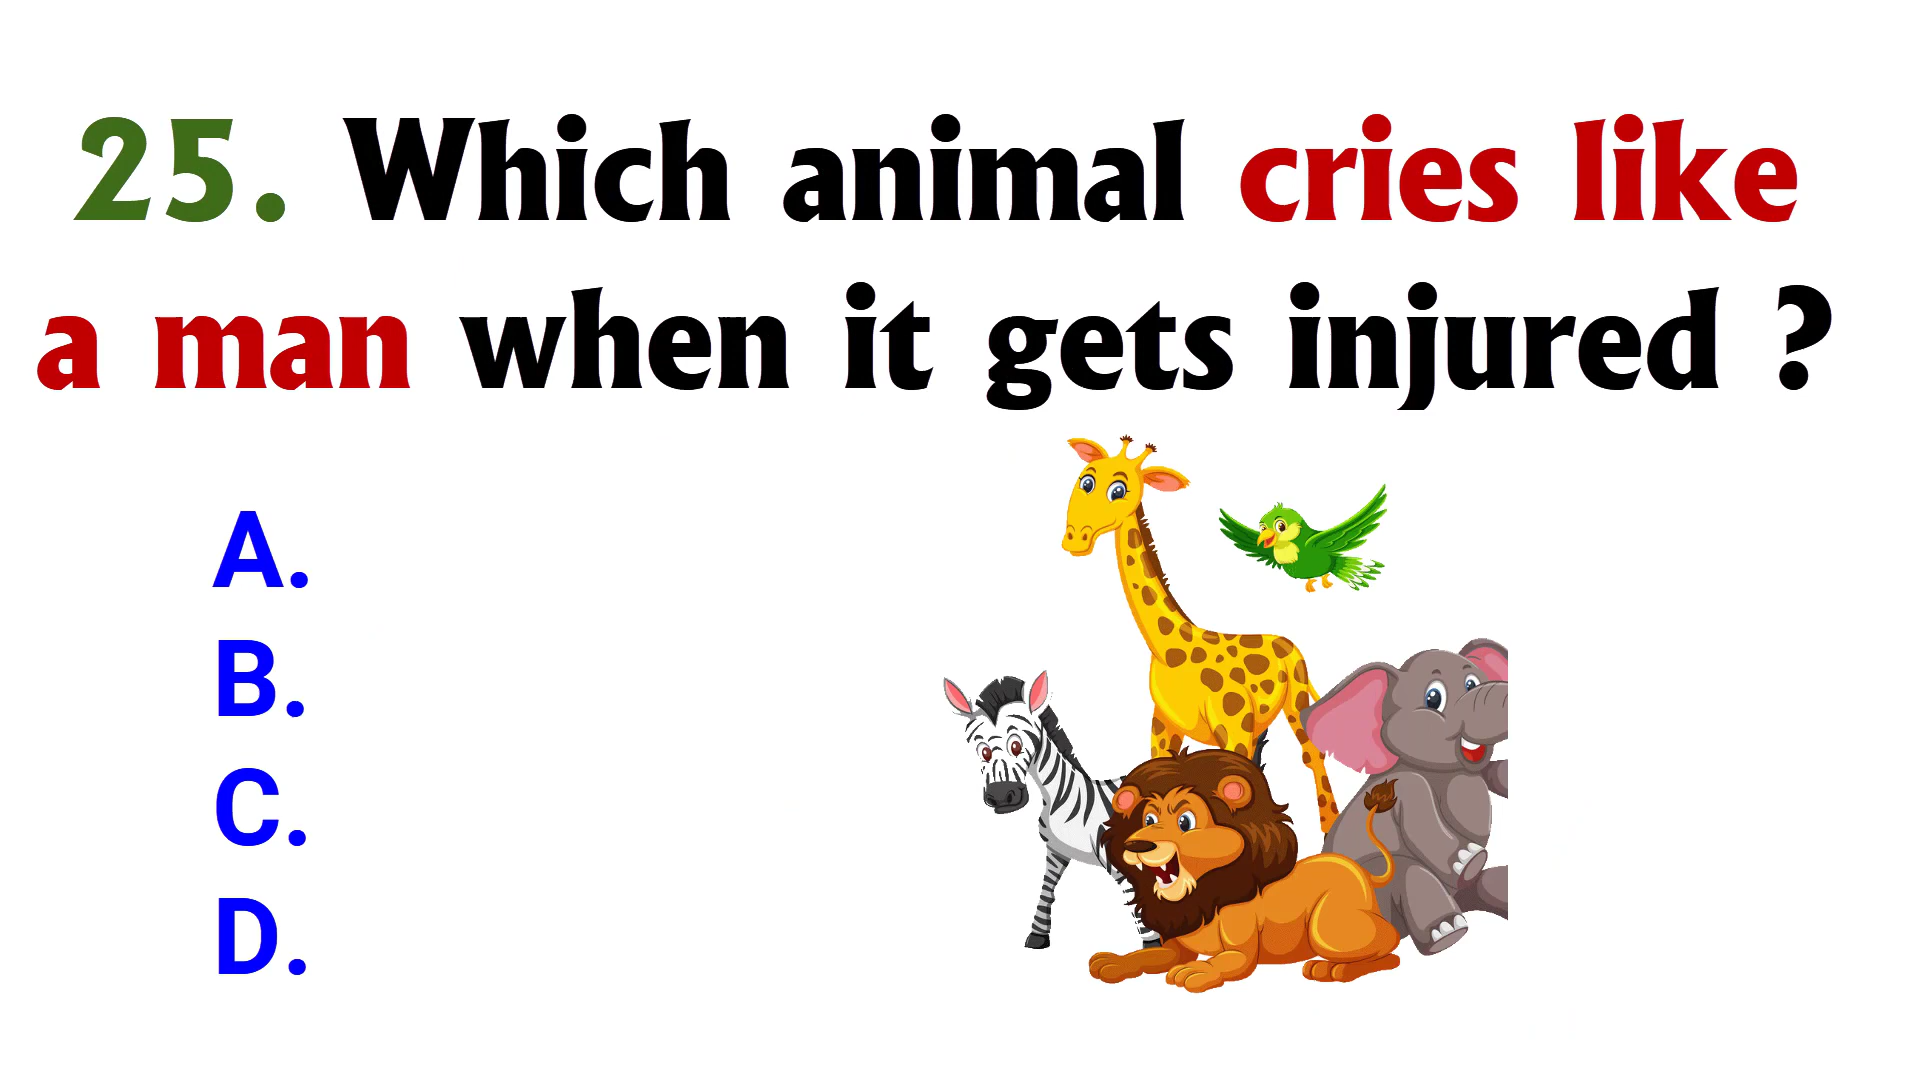 25. Which animal cries like
a man when it gets injured ?
A.
B.
C.
D.